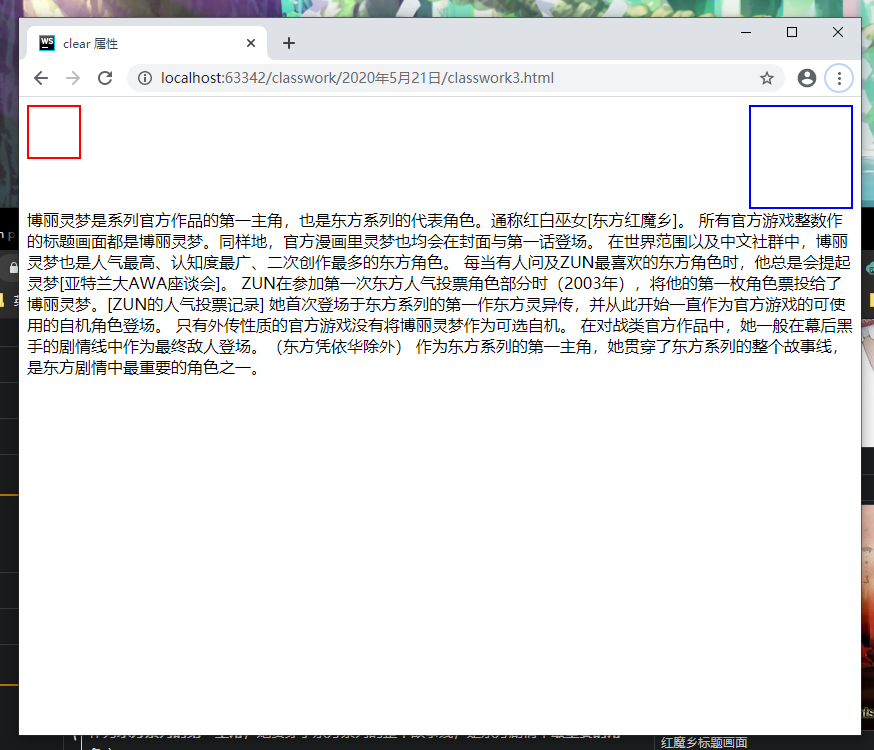 WS clear 属性
localhost:63342/classwork/2020年5月21日/classwork3.html
博丽灵梦是系列官方作品的第一主角，也是东方系列的代表角色。通称红白巫女[东方红魔乡]。 所有官方游戏整数作
的标题画面都是博丽灵梦。同样地，官方漫画里灵梦也均会在封面与第一话登场。 在世界范围以及中文社群中，博丽
灵梦也是人气最高、认知度最广、二次创作最多的东方角色。 每当有人问及ZUN最喜欢的东方角色时，他总是会提起
灵梦[亚特兰大AWA座谈会]。 ZUN在参加第一次东方人气投票角色部分时（2003年），将他的第一枚角色票投给了
博丽灵梦。[ZUN的人气投票记录] 她首次登场于东方系列的第一作东方灵异传，并从此开始一直作为官方游戏的可使
用的自机角色登场。 只有外传性质的官方游戏没有将博丽灵梦作为可选自机。 在对战类官方作品中，她一般在幕后黑
手的剧情线中作为最终敌人登场。（东方凭依华除外） 作为东方系列的第一主角，她贯穿了东方系列的整个故事线，
是东方剧情中最重要的角色之一。
红魔乡标题画面